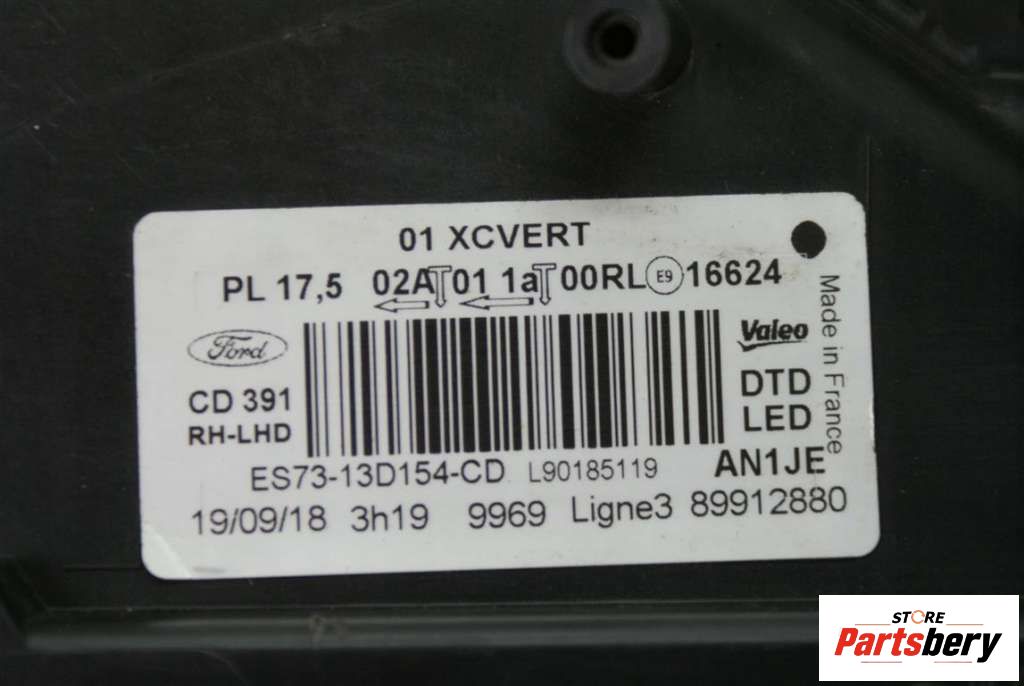 01 XCVERT
PL 17,5 02A 01 1a 00RL E9 16624
Ford
Valeo
CD 391
RH-LHD
DTD
LED
Made in France
ES73-13D154-CD L90185119 AN1JE
19/09/18 3h19 9969 Ligne3 89912880
STORE
Partsbery